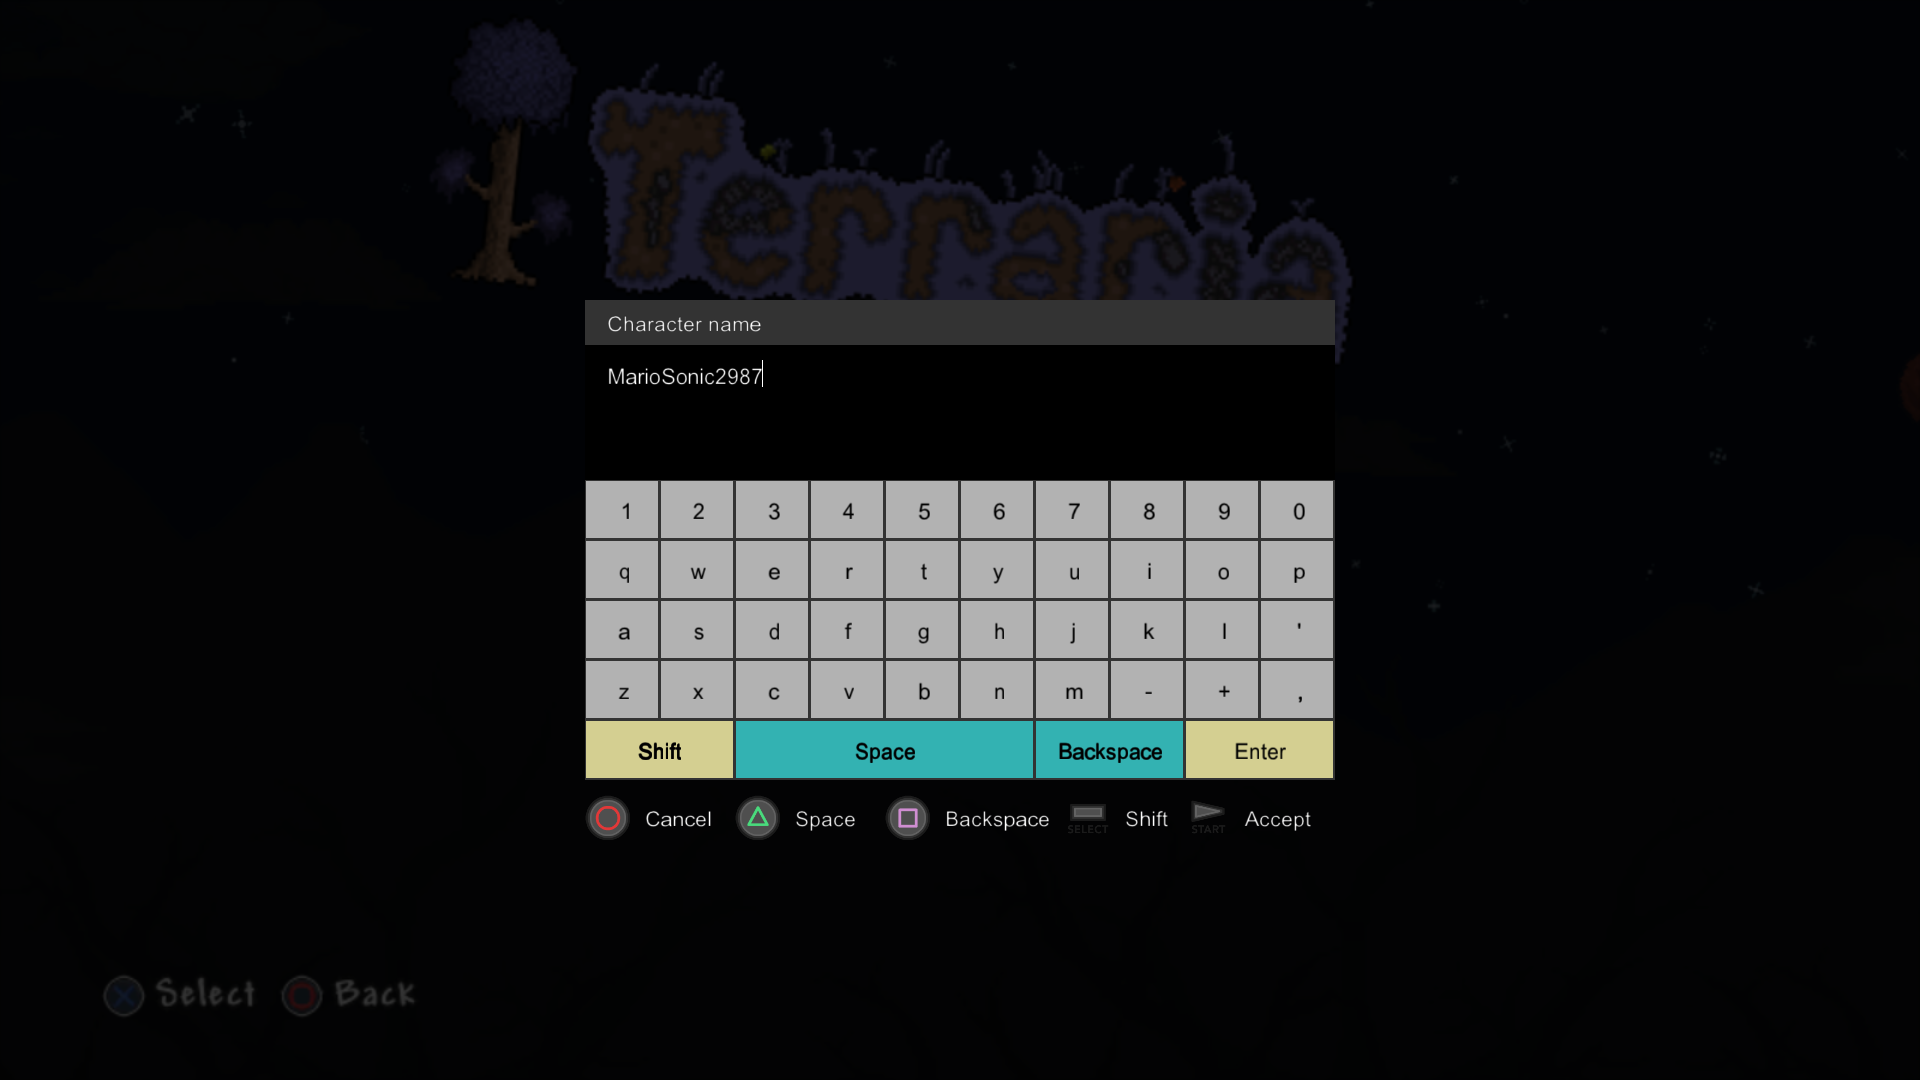 Terraria
Character name
MarioSonic2987
1 2 3 4 5 6 7 8 9 0
q w e r t y u i o p
a s d f g h j k l '
z x c v b n m - + ,
Shift Space Backspace Enter
Cancel Space Backspace SELECT Shift START Accept
Select Back